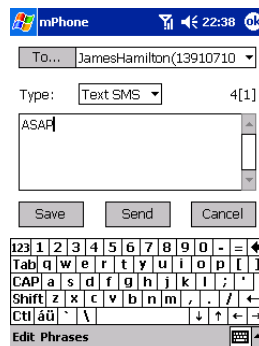 mPhone 22:38 ok
To... JamesHamilton(13910710
Type: Text SMS 4[1]
ASAP
Save Send Cancel
123 1 2 3 4 5 6 7 8 9 0 - =
Tab q w e r t y u i o p [ ]
CAP a s d f g h j k l ; '
Shift z x c v b n m , . /
Ctl áü ` \
Edit Phrases